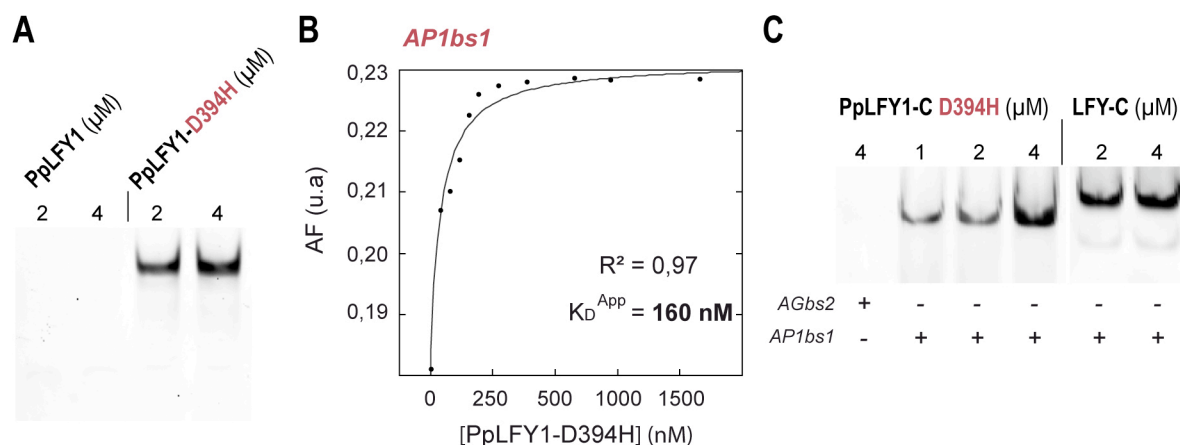 A
PpLFY1 (µM)
PpLFY1-D394H (µM)
2 4 2 4
B
AP1bs1
0,23
0,22
0,21
0,20
0,19
AF (u.a)
R² = 0,97
KD^App = 160 nM
0 250 500 1000 1500
[PpLFY1-D394H] (nM)
C
PpLFY1-C D394H (µM) LFY-C (µM)
4 1 2 4 2 4
AGbs2 + - - - - -
AP1bs1 - + + + + +